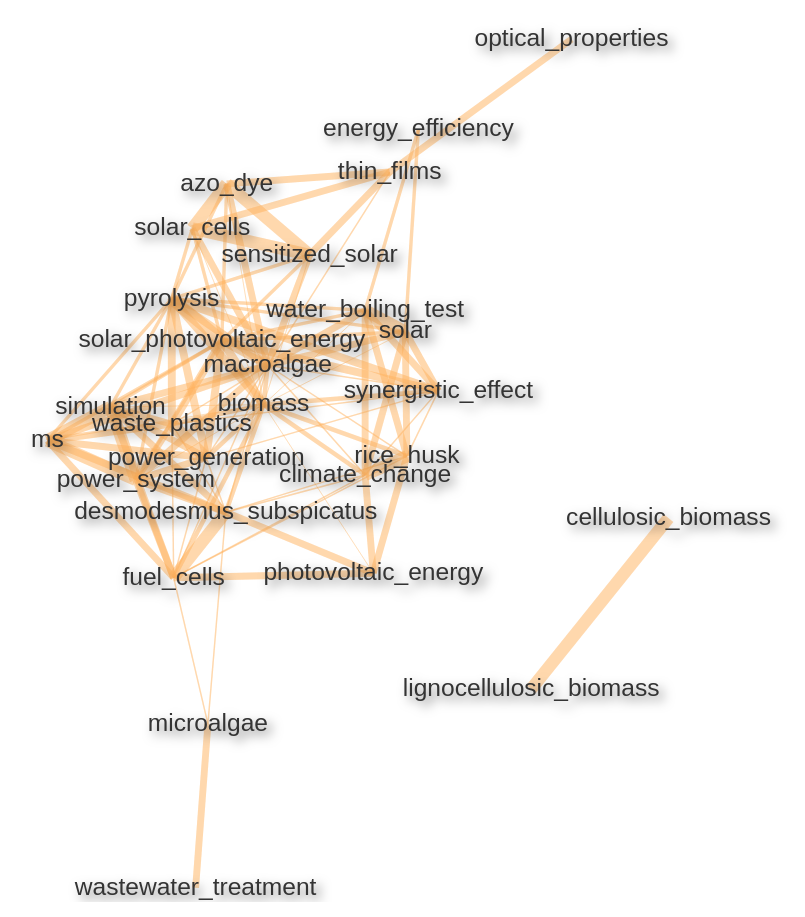 optical_properties
energy_efficiency
thin_films
azo_dye
solar_cells
sensitized_solar
pyrolysis
water_boiling_test
solar
solar_photovoltaic_energy
macroalgae
synergistic_effect
biomass
simulation
waste_plastics
ms
rice_husk
power_generation
climate_change
power_system
desmodesmus_subspicatus
cellulosic_biomass
photovoltaic_energy
fuel_cells
lignocellulosic_biomass
microalgae
wastewater_treatment